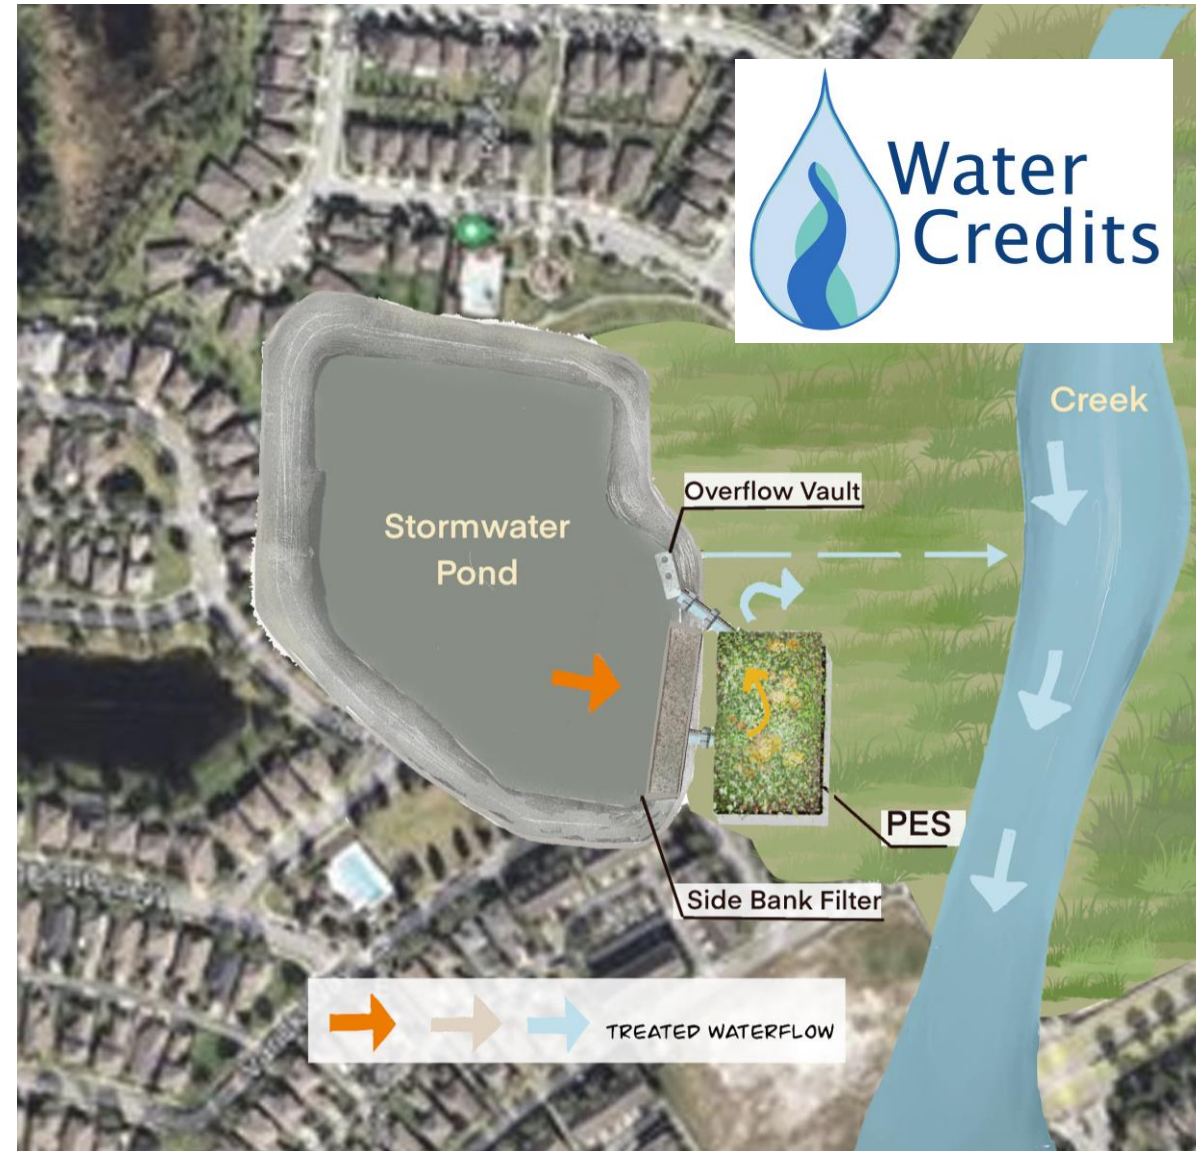 Water
Credits
Creek
Overflow Vault
Stormwater
Pond
PES
Side Bank Filter
TREATED WATERFLOW